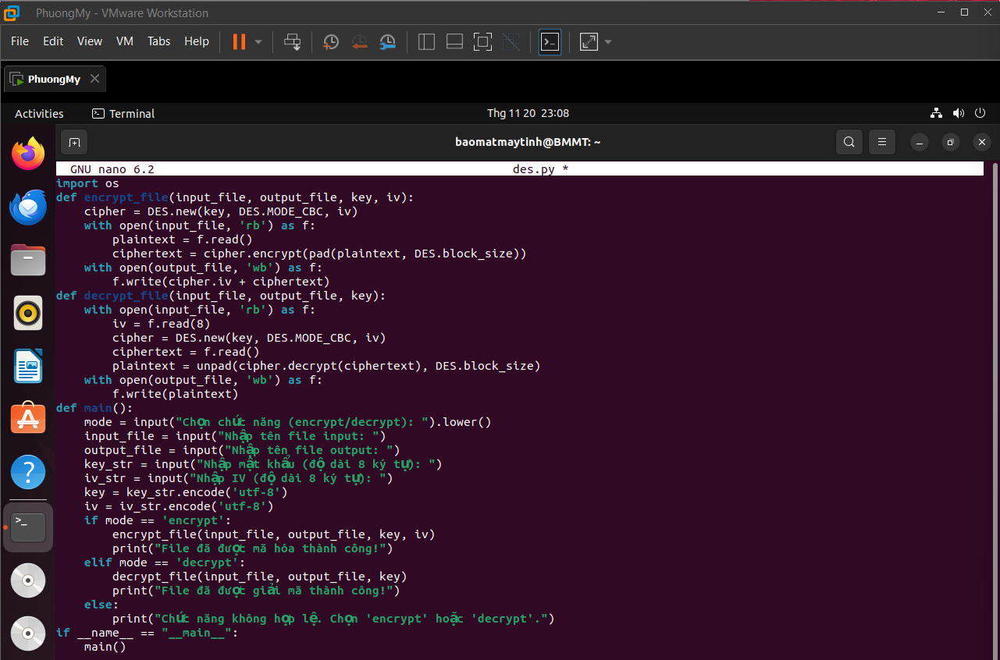 PhuongMy - VMware Workstation
File Edit View VM Tabs Help
PhuongMy
Activities Terminal Thg 11 20 23:08
baomatmaytinh@BMMT: ~
GNU nano 6.2 des.py *
import os
def encrypt_file(input_file, output_file, key, iv):
    cipher = DES.new(key, DES.MODE_CBC, iv)
    with open(input_file, 'rb') as f:
        plaintext = f.read()
        ciphertext = cipher.encrypt(pad(plaintext, DES.block_size))
    with open(output_file, 'wb') as f:
        f.write(cipher.iv + ciphertext)
def decrypt_file(input_file, output_file, key):
    with open(input_file, 'rb') as f:
        iv = f.read(8)
        cipher = DES.new(key, DES.MODE_CBC, iv)
        ciphertext = f.read()
        plaintext = unpad(cipher.decrypt(ciphertext), DES.block_size)
    with open(output_file, 'wb') as f:
        f.write(plaintext)
def main():
    mode = input("Chọn chức năng (encrypt/decrypt): ").lower()
    input_file = input("Nhập tên file input: ")
    output_file = input("Nhập tên file output: ")
    key_str = input("Nhập mật khẩu (độ dài 8 ký tự): ")
    iv_str = input("Nhập IV (độ dài 8 ký tự): ")
    key = key_str.encode('utf-8')
    iv = iv_str.encode('utf-8')
    if mode == 'encrypt':
        encrypt_file(input_file, output_file, key, iv)
        print("File đã được mã hóa thành công!")
    elif mode == 'decrypt':
        decrypt_file(input_file, output_file, key)
        print("File đã được giải mã thành công!")
    else:
        print("Chức năng không hợp lệ. Chọn 'encrypt' hoặc 'decrypt'.")
if __name__ == "__main__":
    main()